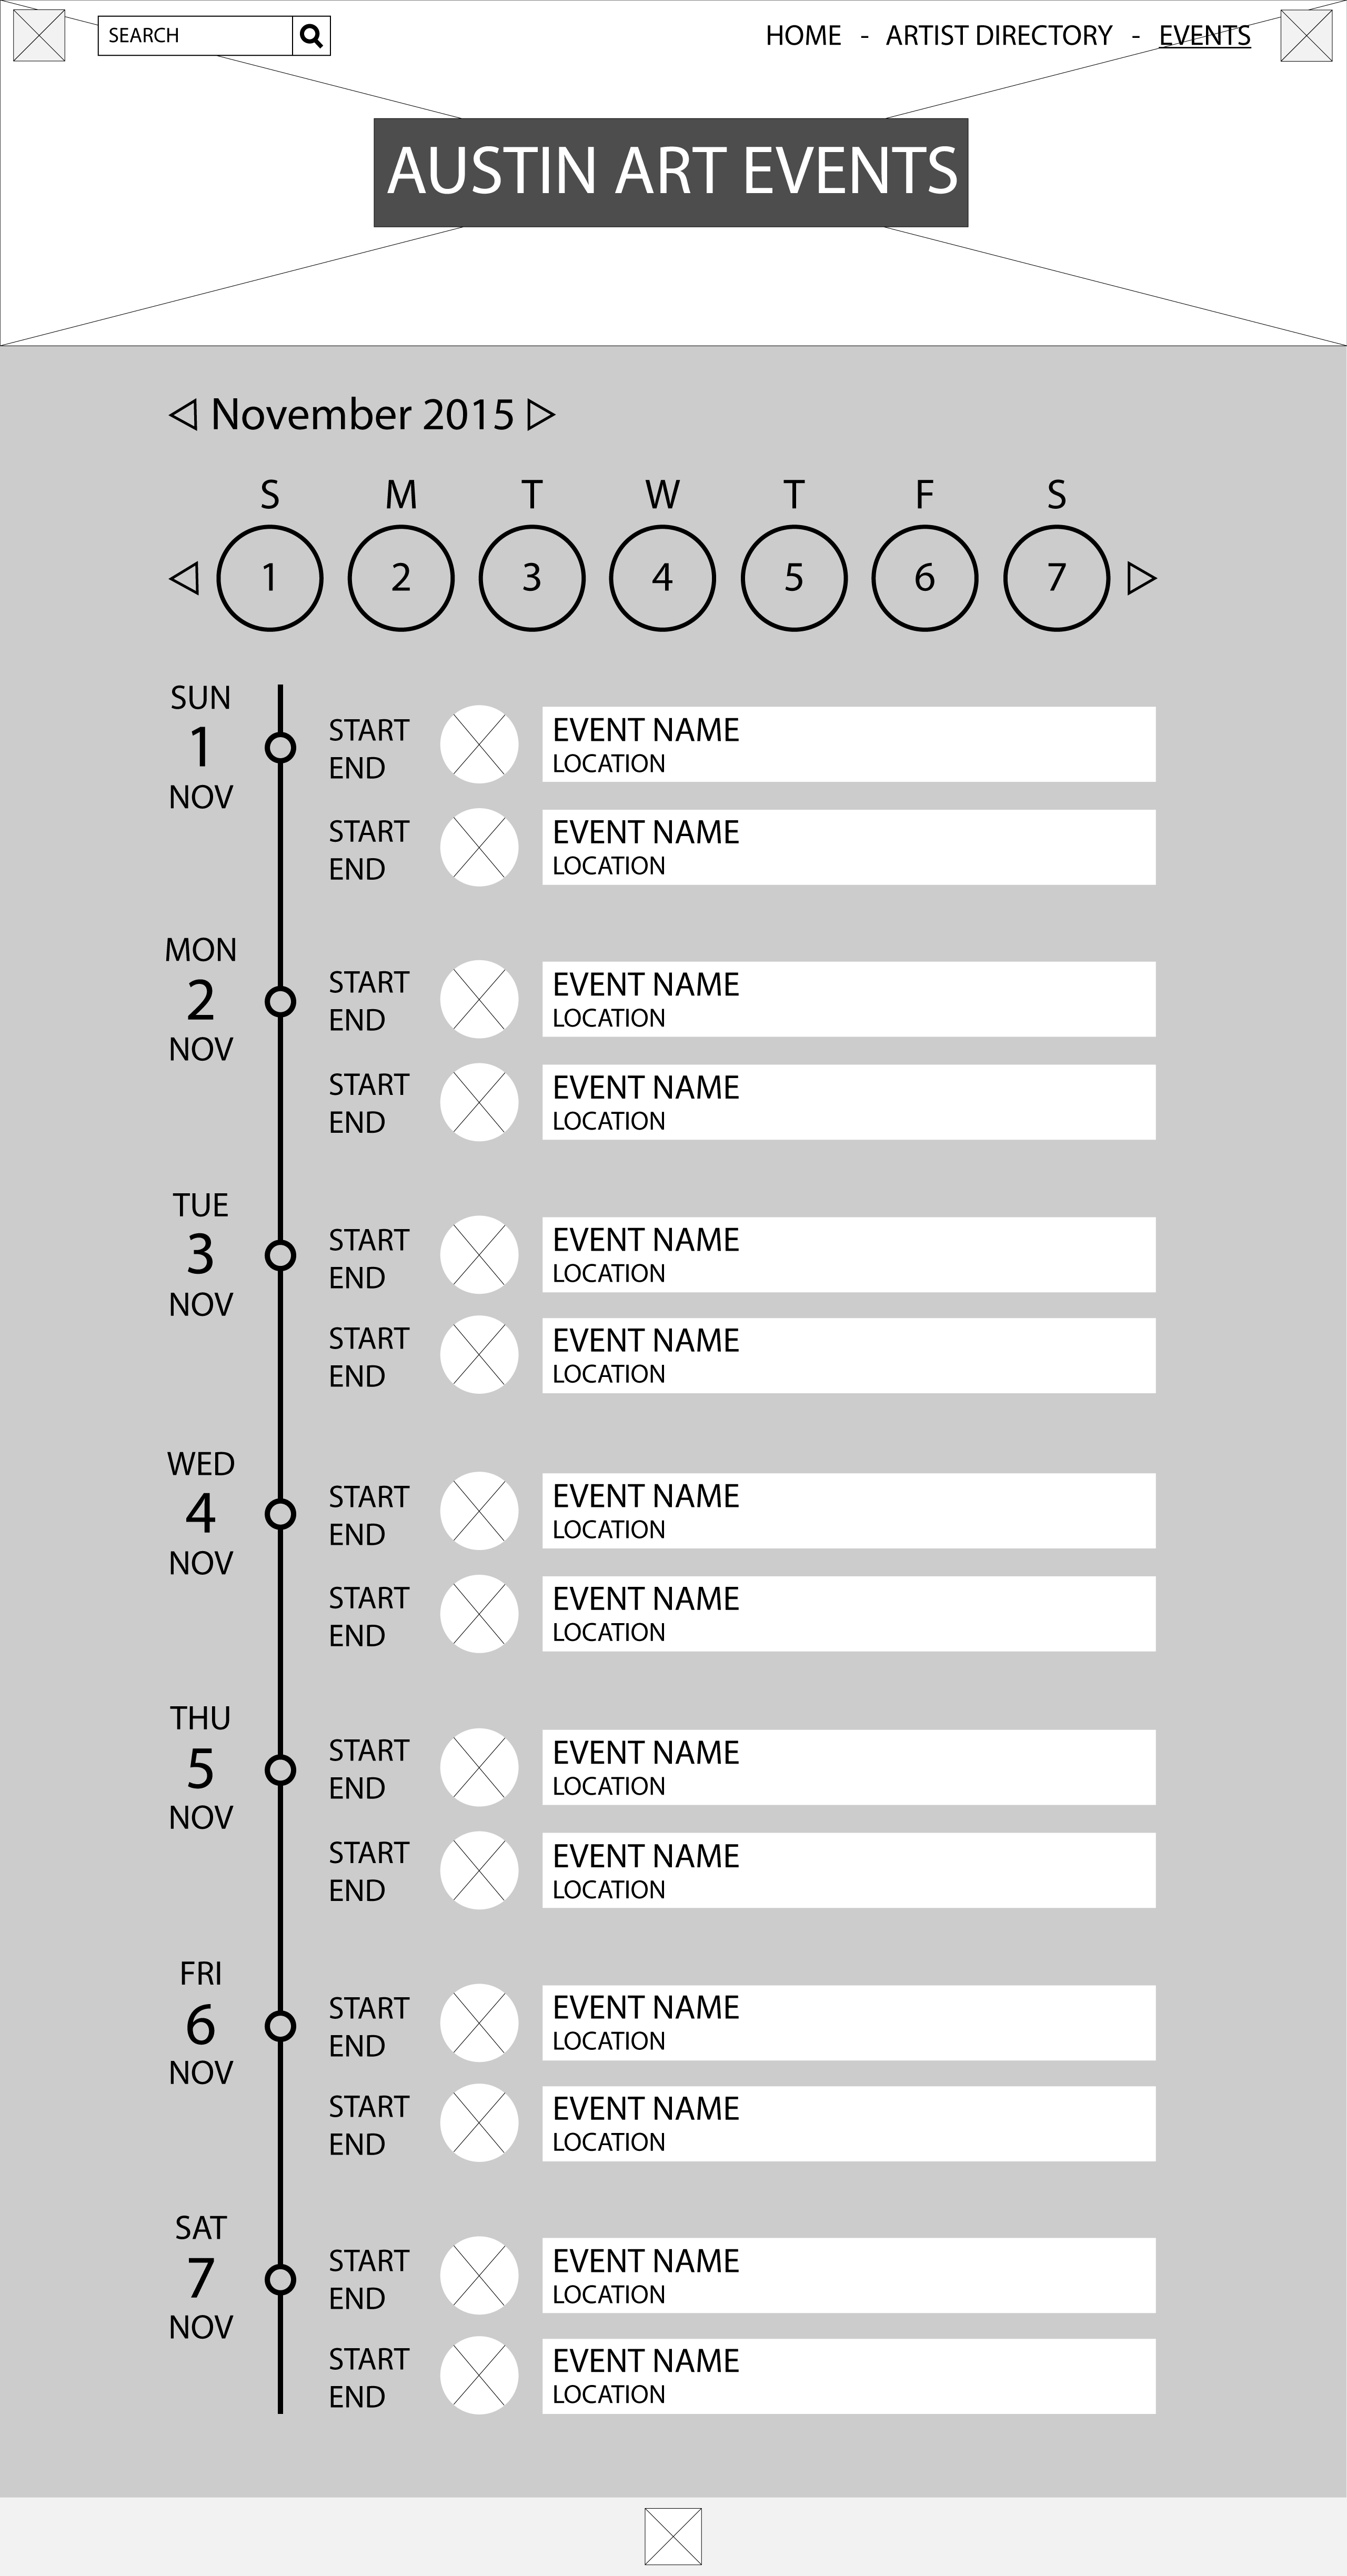 SEARCH
HOME - ARTIST DIRECTORY - EVENTS
AUSTIN ART EVENTS
November 2015
S M T W T F S
1 2 3 4 5 6 7
SUN
1
NOV
START
END
EVENT NAME
LOCATION
START
END
EVENT NAME
LOCATION
MON
2
NOV
START
END
EVENT NAME
LOCATION
START
END
EVENT NAME
LOCATION
TUE
3
NOV
START
END
EVENT NAME
LOCATION
START
END
EVENT NAME
LOCATION
WED
4
NOV
START
END
EVENT NAME
LOCATION
START
END
EVENT NAME
LOCATION
THU
5
NOV
START
END
EVENT NAME
LOCATION
START
END
EVENT NAME
LOCATION
FRI
6
NOV
START
END
EVENT NAME
LOCATION
START
END
EVENT NAME
LOCATION
SAT
7
NOV
START
END
EVENT NAME
LOCATION
START
END
EVENT NAME
LOCATION